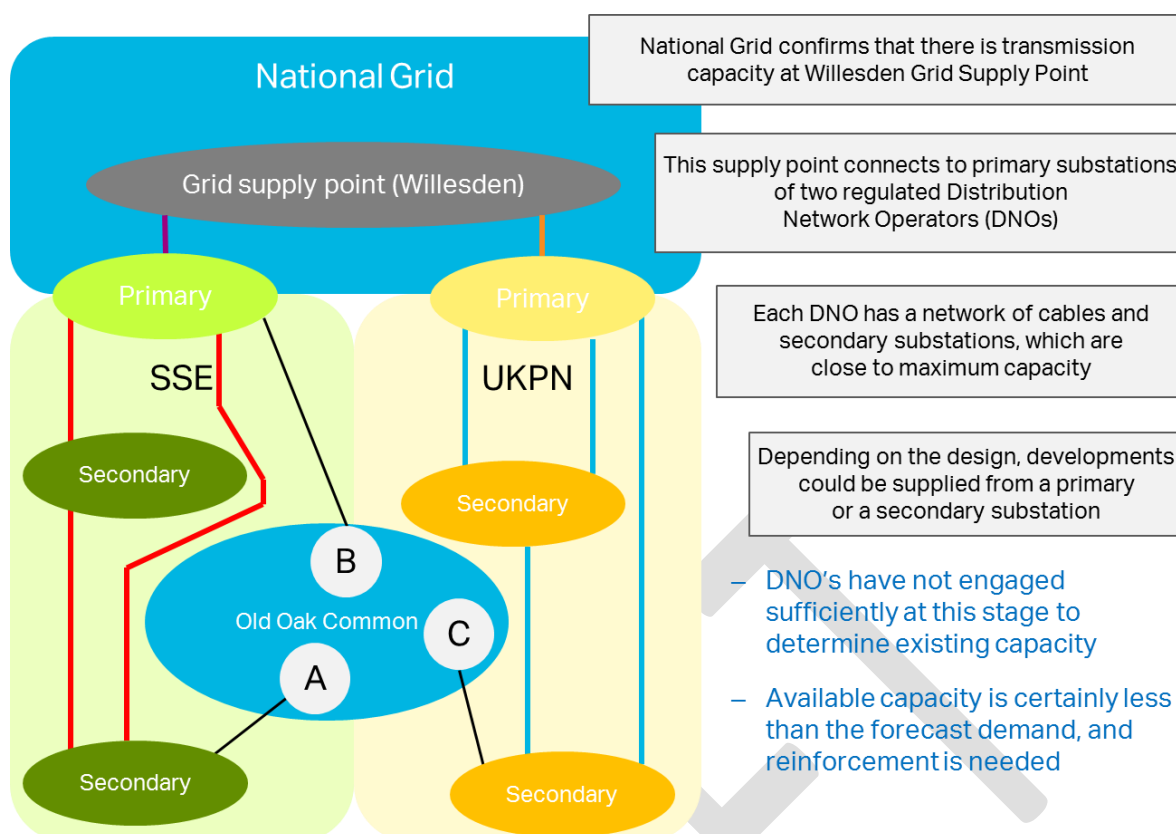 National Grid
National Grid confirms that there is transmission
capacity at Willesden Grid Supply Point
Grid supply point (Willesden)
This supply point connects to primary substations
of two regulated Distribution
Network Operators (DNOs)
Primary
Primary
Each DNO has a network of cables and
secondary substations, which are
close to maximum capacity
SSE
UKPN
Secondary
Secondary
Depending on the design, developments
could be supplied from a primary
or a secondary substation
B
Old Oak Common
C
A
– DNO's have not engaged
sufficiently at this stage to
determine existing capacity
– Available capacity is certainly less
than the forecast demand, and
reinforcement is needed
Secondary
Secondary